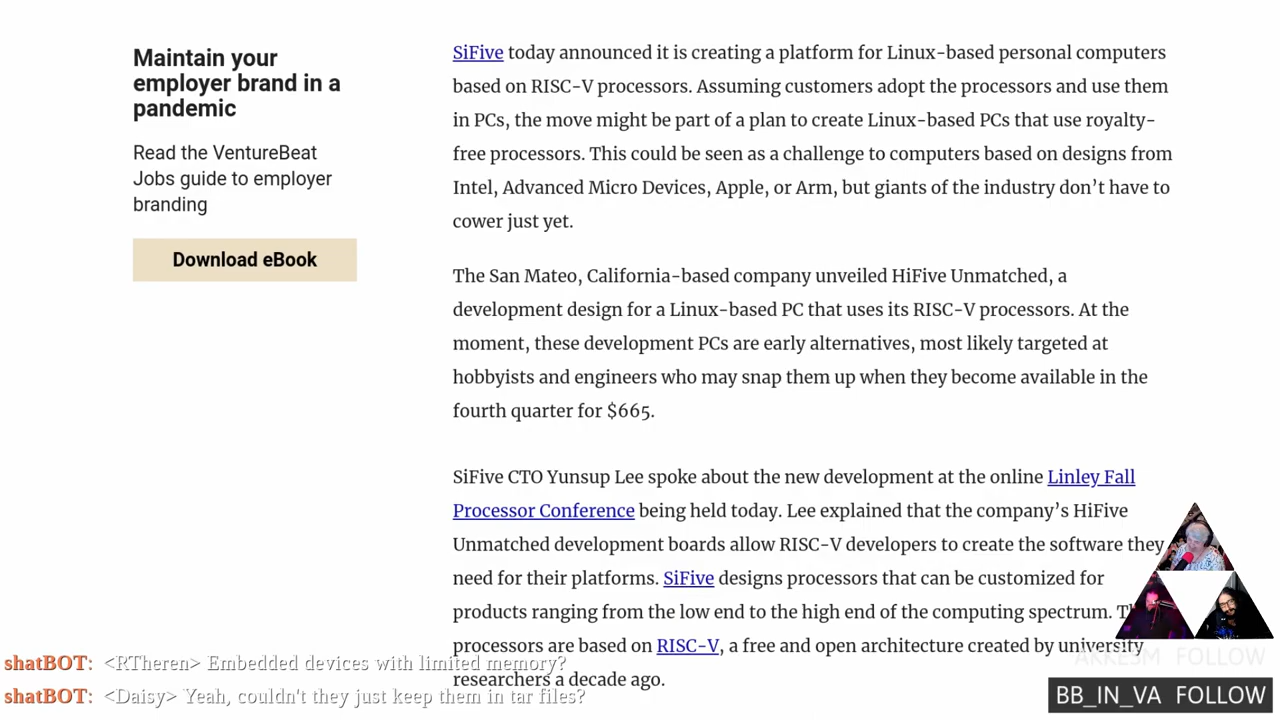 Maintain your
employer brand in a
pandemic
Read the VentureBeat
Jobs guide to employer
branding
Download eBook
SiFive today announced it is creating a platform for Linux-based personal computers
based on RISC-V processors. Assuming customers adopt the processors and use them
in PCs, the move might be part of a plan to create Linux-based PCs that use royalty-
free processors. This could be seen as a challenge to computers based on designs from
Intel, Advanced Micro Devices, Apple, or Arm, but giants of the industry don’t have to
cower just yet.
The San Mateo, California-based company unveiled HiFive Unmatched, a
development design for a Linux-based PC that uses its RISC-V processors. At the
moment, these development PCs are early alternatives, most likely targeted at
hobbyists and engineers who may snap them up when they become available in the
fourth quarter for $665.
SiFive CTO Yunsup Lee spoke about the new development at the online Linley Fall
Processor Conference being held today. Lee explained that the company’s HiFive
Unmatched development boards allow RISC-V developers to create the software they
need for their platforms. SiFive designs processors that can be customized for
products ranging from the low end to the high end of the computing spectrum.
processors are based on RISC-V, a free and open architecture created by university
researchers a decade ago.
shatBOT: <RTheren> Embedded devices with limited memory?
shatBOT: <Daisy> Yeah, couldn't they just keep them in tar files?
FOLLOW
BB_IN_VA FOLLOW